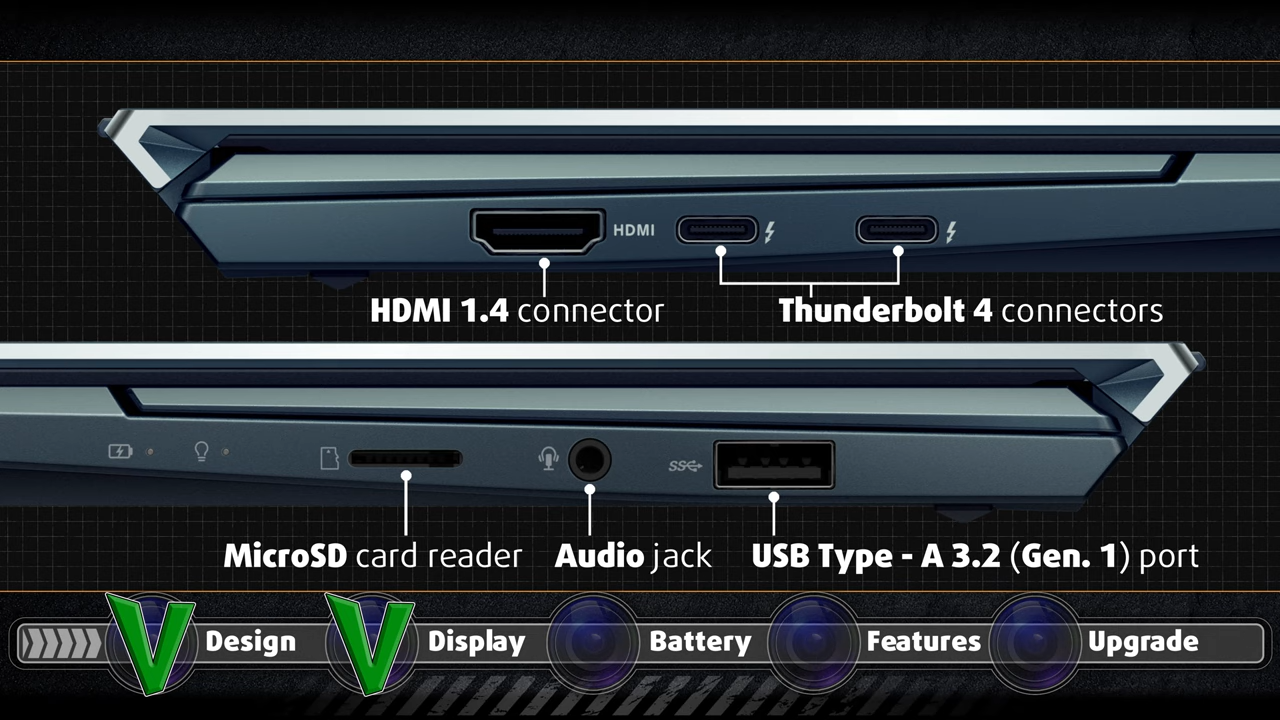 HDMI
HDMI 1.4 connector
Thunderbolt 4 connectors
SS
MicroSD card reader
Audio jack
USB Type - A 3.2 (Gen. 1) port
Design
Display
Battery
Features
Upgrade